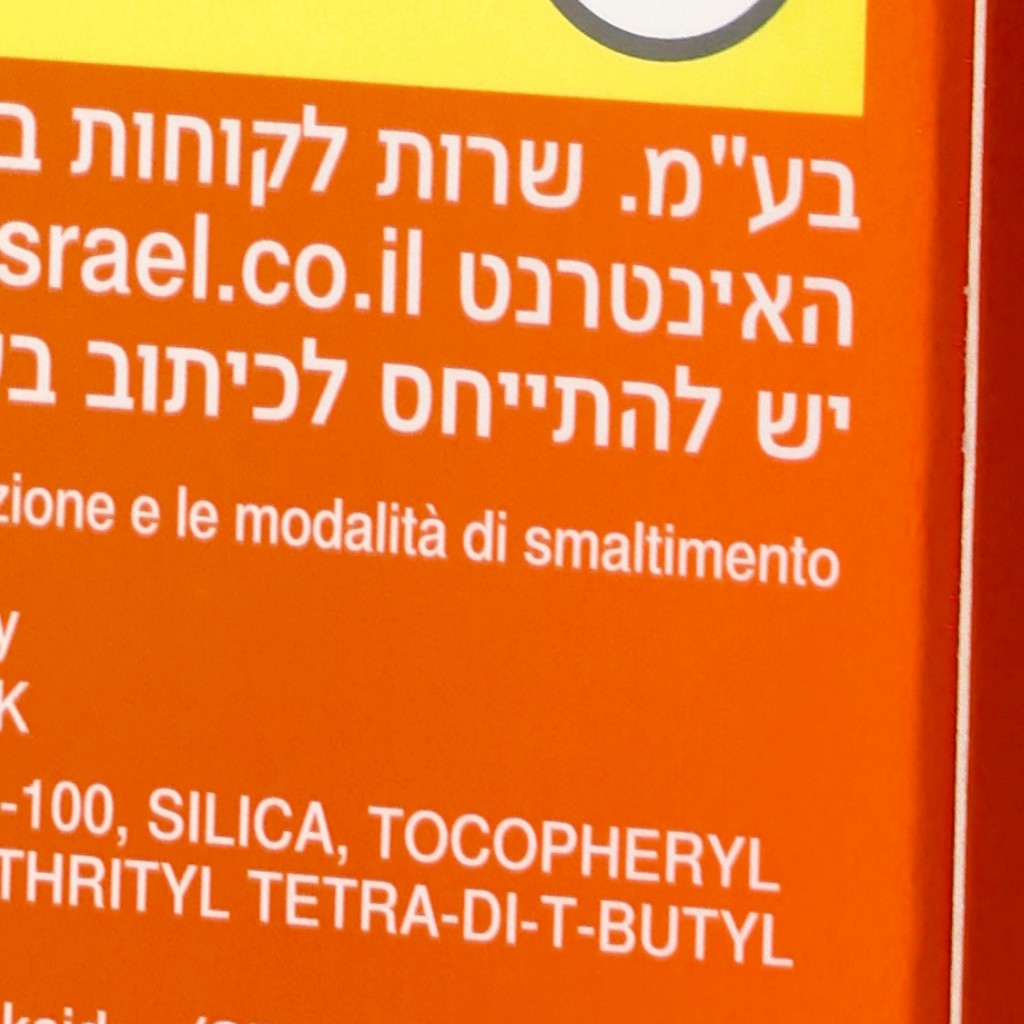 בע"מ. שרות לקוחות
האינטרנט srael.co.il
יש להתייחס לכיתוב
zione e le modalità di smaltimento
y
K
-100, SILICA, TOCOPHERYL
THRITYL TETRA-DI-T-BUTYL